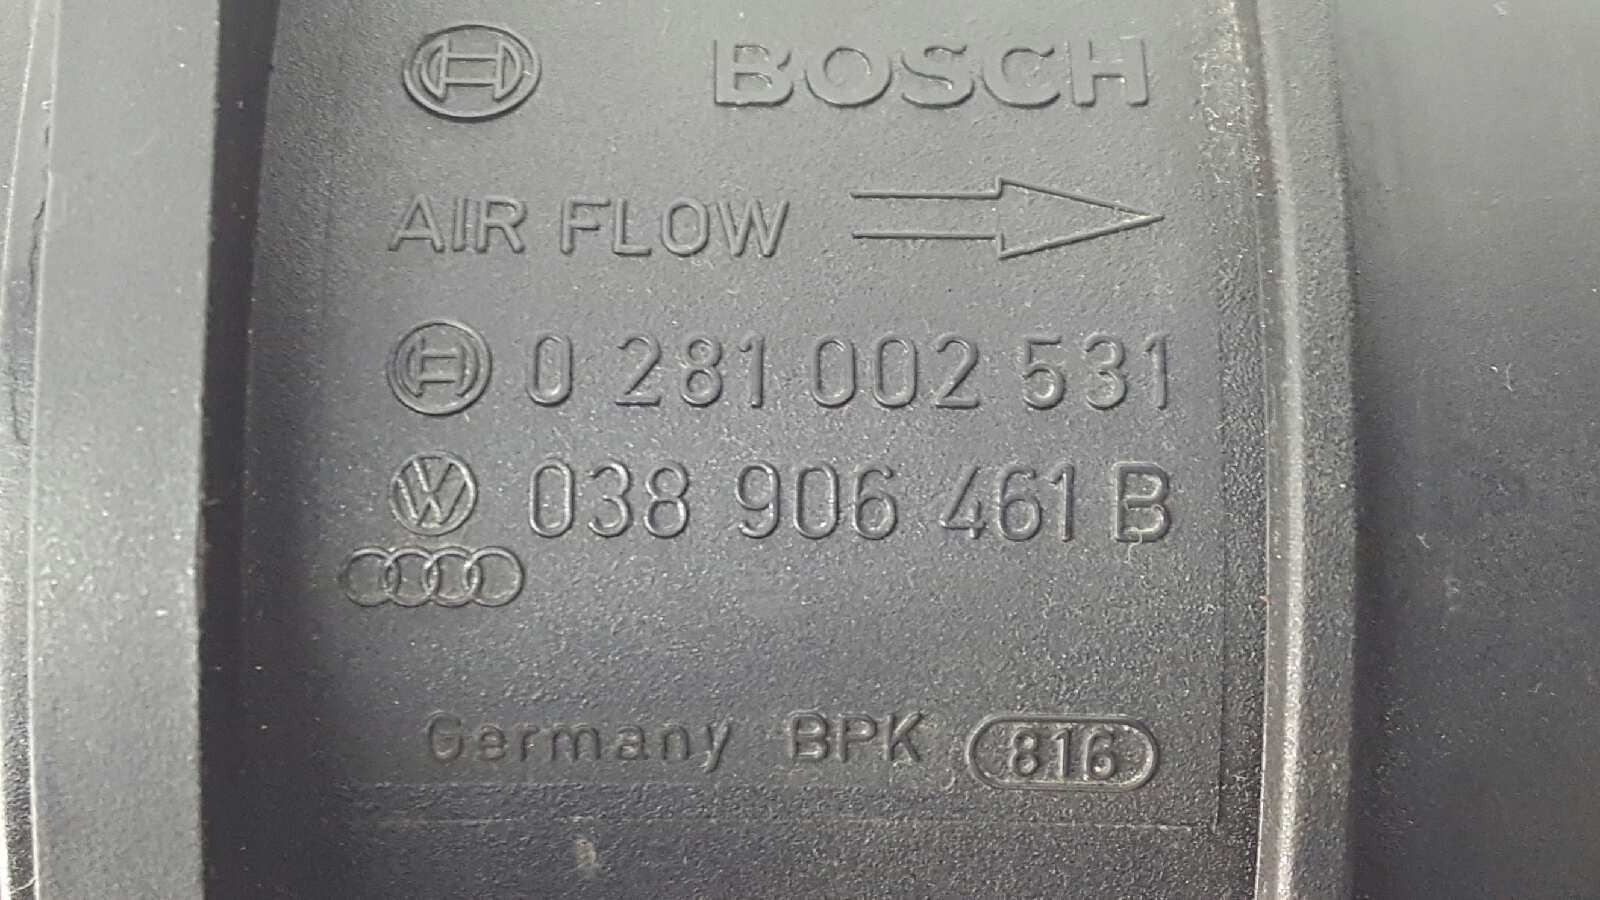 BOSCH
AIR FLOW
0 281 002 531
038 906 461 B
Germany BPK 816